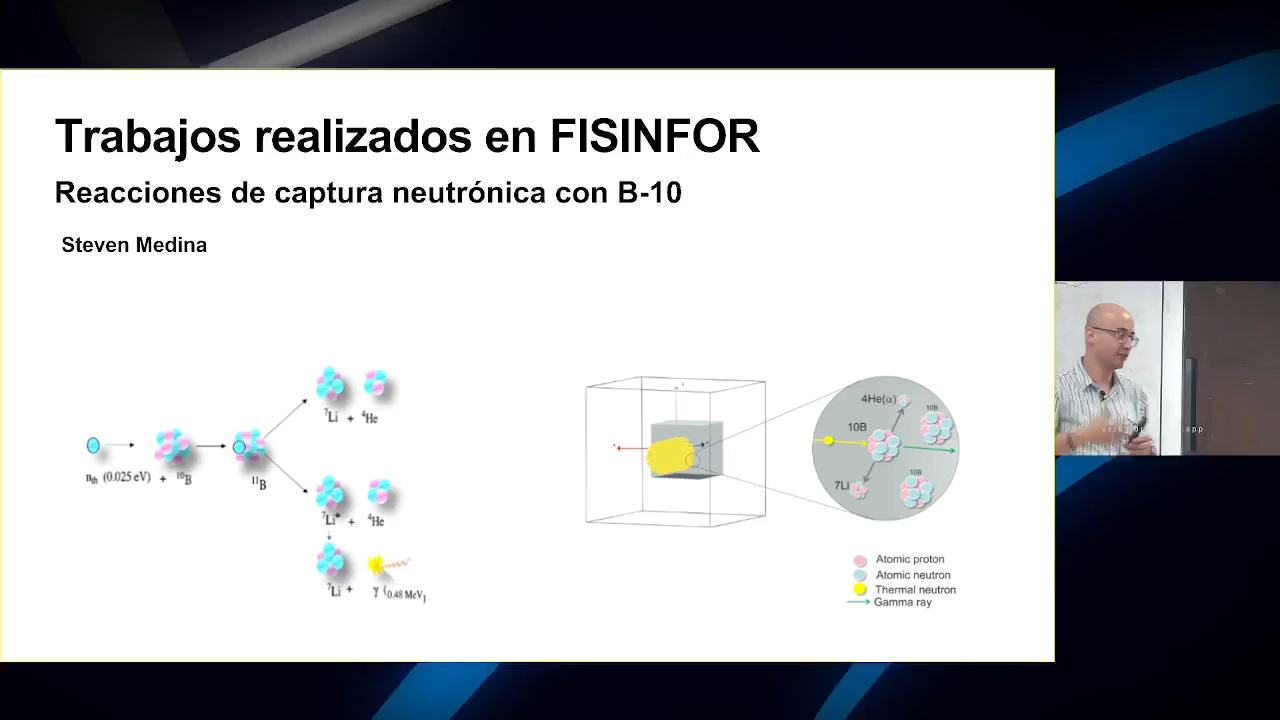 Trabajos realizados en FISINFOR
Reacciones de captura neutrónica con B-10
Steven Medina
⁷Li + ⁴He
nₜₕ (0.025 eV) + ¹⁰B
¹¹B
⁷Li* + ⁴He
⁷Li + γ (0.48 MeV)
4He(α)
10B
10B
7Li
10B
Atomic proton
Atomic neutron
Thermal neutron
Gamma ray